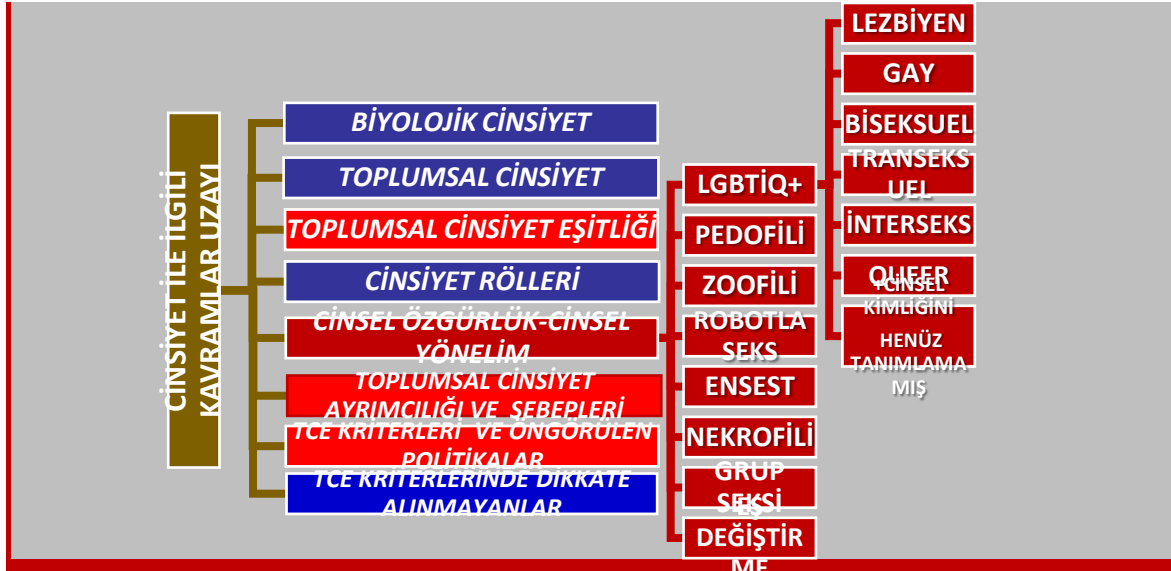 CİNSİYET İLE İLGİLİ
KAVRAMLAR UZAYI
BİYOLOJİK CİNSİYET
TOPLUMSAL CİNSİYET
TOPLUMSAL CİNSİYET EŞİTLİĞİ
CİNSİYET RÖLLERİ
CİNSEL ÖZGÜRLÜK-CİNSEL
YÖNELİM
TOPLUMSAL CİNSİYET
AYRIMCILIĞI VE SEBEPLERİ
TCE KRİTERLERİ VE ÖNGÖRÜLEN
POLİTİKALAR
TCE KRİTERLERİNDE DİKKATE
ALINMAYANLAR
LGBTİQ+
PEDOFİLİ
ZOOFİLİ
ROBOTLA
SEKS
ENSEST
NEKROFİLİ
GRUP
SEKSİ
EŞ
DEĞİŞTİR
ME
LEZBİYEN
GAY
BİSEKSUEL
TRANSEKS
UEL
İNTERSEKS
QUEER
+CİNSEL
KİMLİĞİNİ
HENÜZ
TANIMLAMA
MIŞ